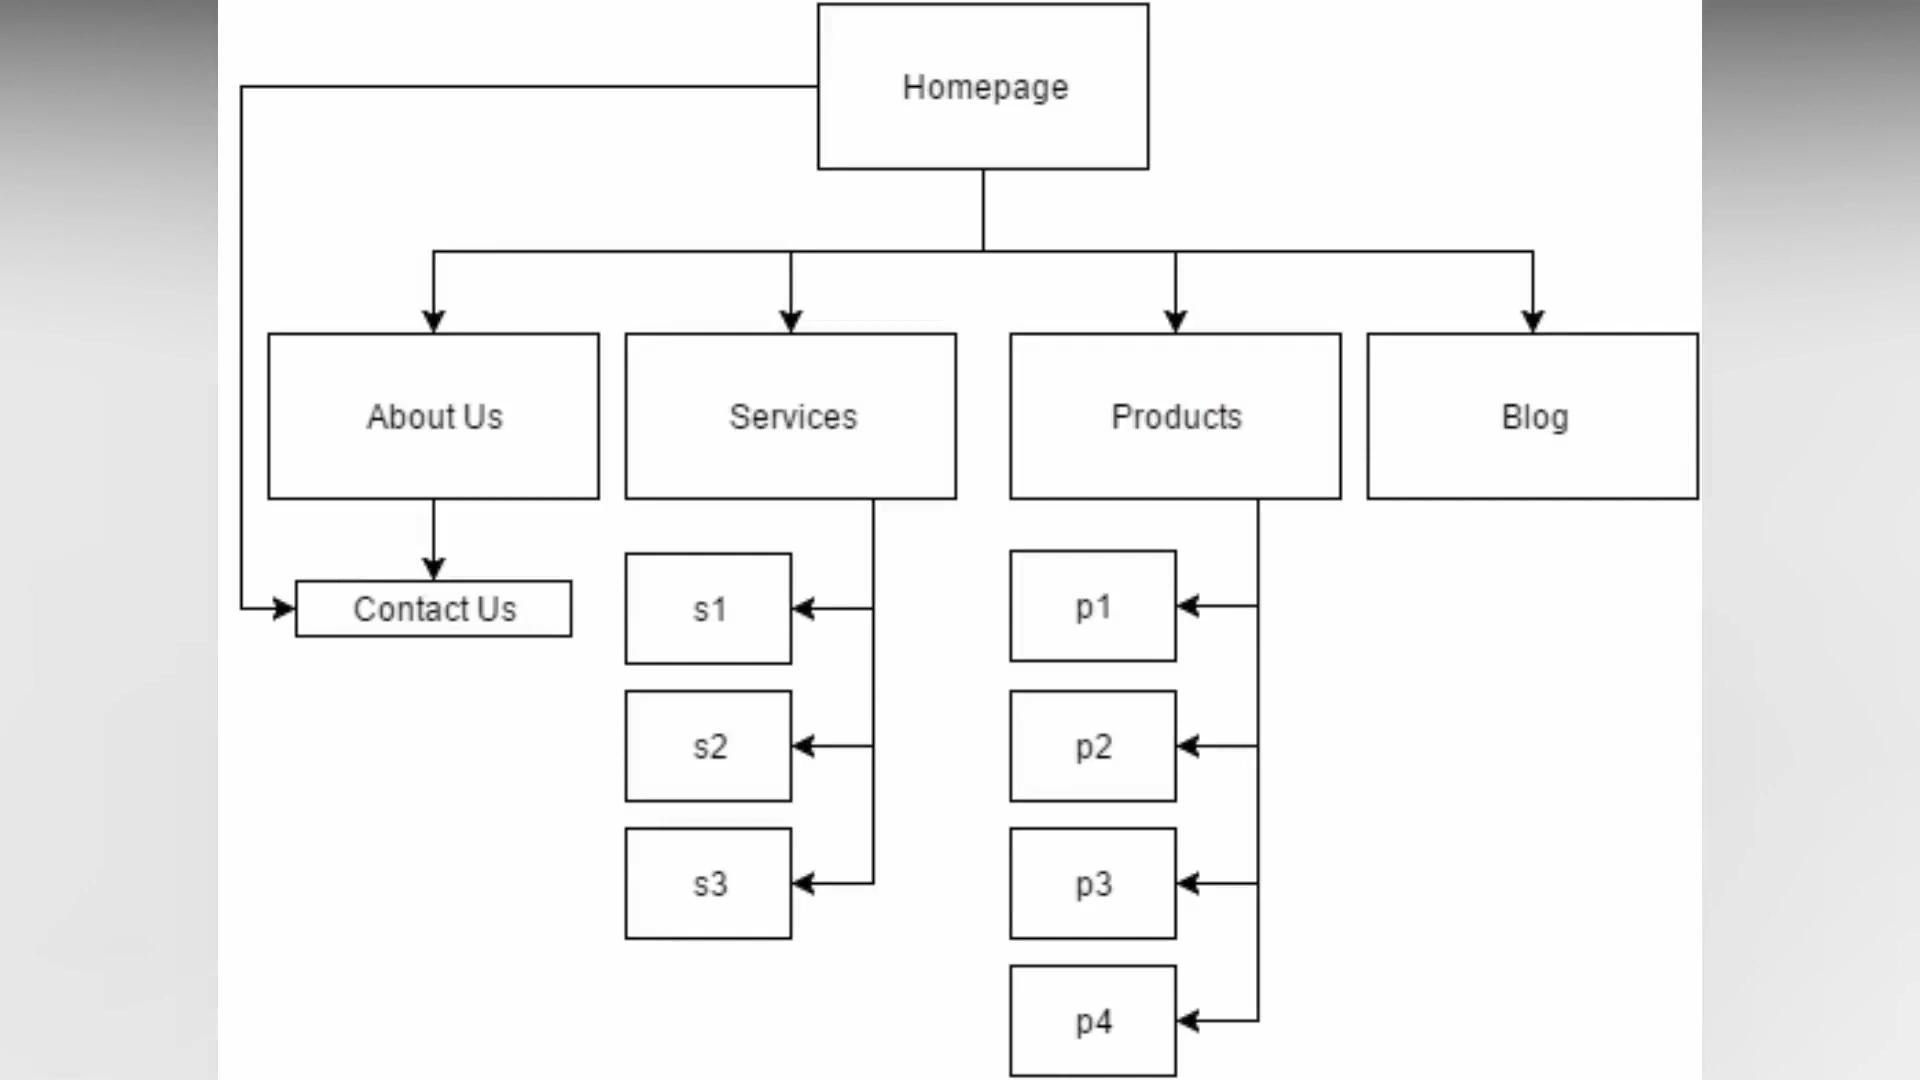 Homepage
About Us
Services
Products
Blog
Contact Us
s1
p1
s2
p2
s3
p3
p4